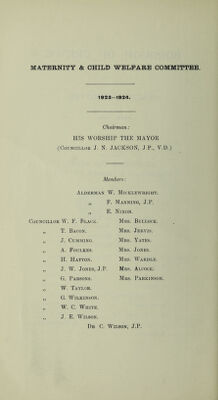 MATERNITY & CHILD WELFARE COMMITTEE.
1923-1924.
Chairman:
HIS WORSHIP THE MAYOR
(COUNCILLOR J. N. JACKSON, J.P., V.D.)
Members:
ALDERMAN W. MICKLEWRIGHT.
„ F. MANNING, J.P.
„ E. NIXON.
COUNCILLOR W. F. BLACK. MRS. BULLOCK.
„ T. BACON. MRS. JERVIS.
„ J. CUMMING. MRS. YATES.
„ A. FOULKES. MRS. JONES.
„ H. HATTON. MRS. WARDLE.
„ J. W. JONES, J.P. MRS. ALCOCK.
„ G. PARSONS. MRS. PARKINSON.
„ W. TAYLOR.
„ G. WILKINSON.
„ W. C. WHITE.
„ J. E. WILSON.
DR C. WILSON, J.P.